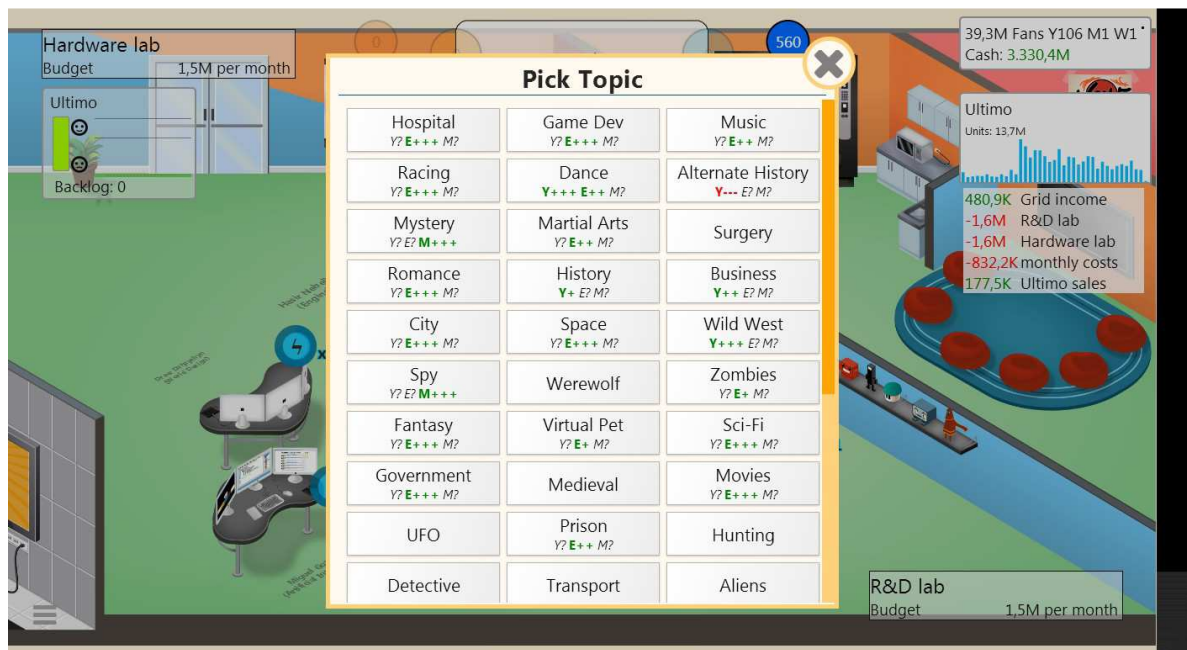 Hardware lab
Budget 1,5M per month
Ultimo
Backlog: 0
0
560
39,3M Fans Y106 M1 W1
Cash: 3.330,4M
Ultimo
Units: 13,7M
480,9K Grid income
-1,6M R&D lab
-1,6M Hardware lab
-832,2K monthly costs
177,5K Ultimo sales
Pick Topic
Hospital
Y? E+++ M?
Game Dev
Y? E+++ M?
Music
Y? E++ M?
Racing
Y? E+++ M?
Dance
Y+++ E++ M?
Alternate History
Y--- E? M?
Mystery
Y? E? M+++
Martial Arts
Y? E++ M?
Surgery
Romance
Y? E+++ M?
History
Y+ E? M?
Business
Y++ E? M?
City
Y? E+++ M?
Space
Y? E+++ M?
Wild West
Y+++ E? M?
Spy
Y? E? M+++
Werewolf
Zombies
Y? E+ M?
Fantasy
Y? E+++ M?
Virtual Pet
Y? E+ M?
Sci-Fi
Y? E+++ M?
Government
Y? E+++ M?
Medieval
Movies
Y? E+++ M?
UFO
Prison
Y? E++ M?
Hunting
Detective
Transport
Aliens
R&D lab
Budget 1,5M per month